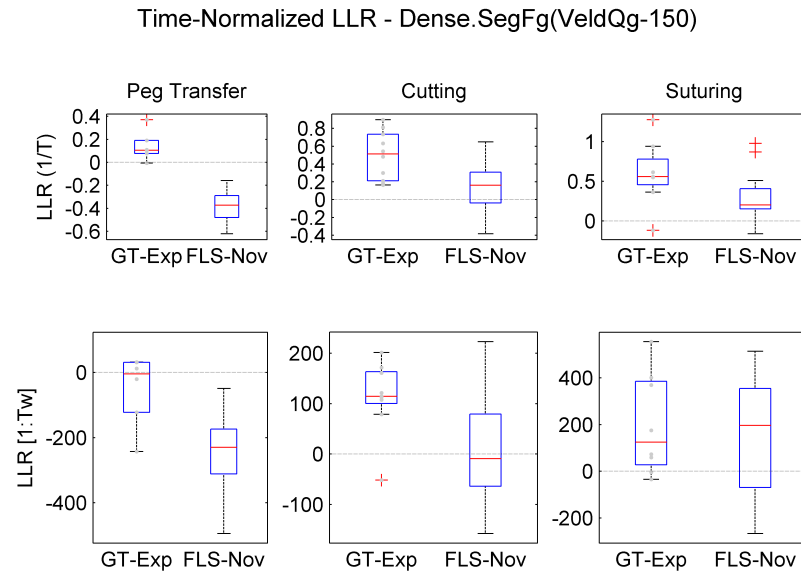 Time-Normalized LLR - Dense.SegFg(VeldQg-150)
Peg Transfer Cutting Suturing
LLR (1/T)
0.4
0.2
0
-0.2
-0.4
-0.6
GT-Exp FLS-Nov
0.8
0.6
0.4
0.2
0
-0.2
-0.4
GT-Exp FLS-Nov
1
0.5
0
GT-Exp FLS-Nov
LLR [1:Tw]
0
-200
-400
GT-Exp FLS-Nov
200
100
0
-100
GT-Exp FLS-Nov
400
200
0
-200
GT-Exp FLS-Nov